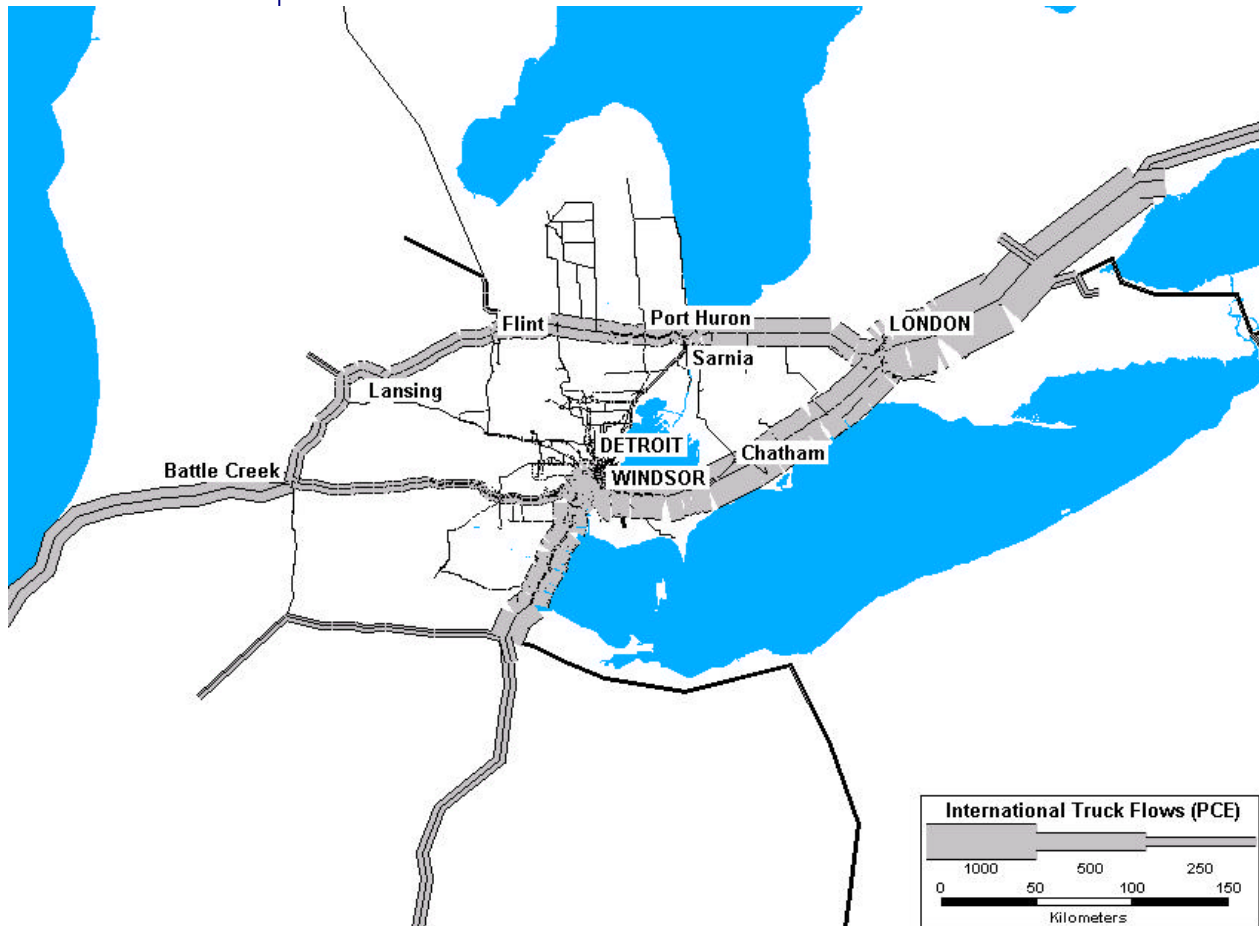 Flint
Port Huron
LONDON
Sarnia
Lansing
DETROIT
Chatham
Battle Creek
WINDSOR
International Truck Flows (PCE)
1000 500 250
0 50 100 150
Kilometers